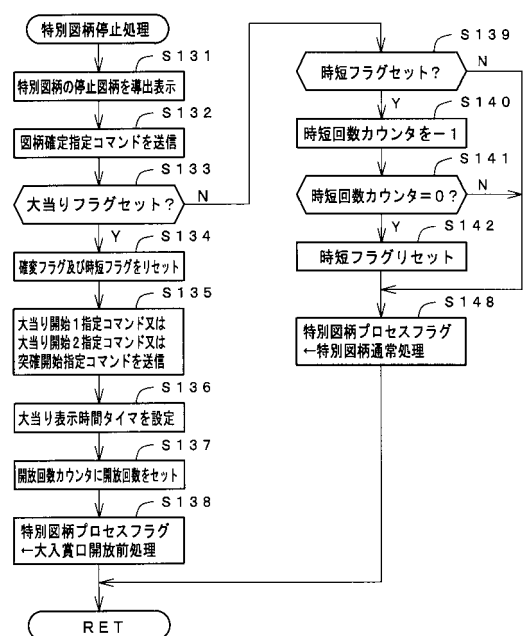 特別図柄停止処理
S131
特別図柄の停止図柄を導出表示
S132
図柄確定指定コマンドを送信
S133
大当りフラグセット？
N
Y
S134
確変フラグ及び時短フラグをリセット
S135
大当り開始1指定コマンド又は
大当り開始2指定コマンド又は
突確開始指定コマンドを送信
S136
大当り表示時間タイマを設定
S137
開放回数カウンタに開放回数をセット
S138
特別図柄プロセスフラグ
←大入賞口開放前処理
RET
S139
時短フラグセット？
N
Y
S140
時短回数カウンタを－1
S141
時短回数カウンタ＝0？
N
Y
S142
時短フラグリセット
S148
特別図柄プロセスフラグ
←特別図柄通常処理